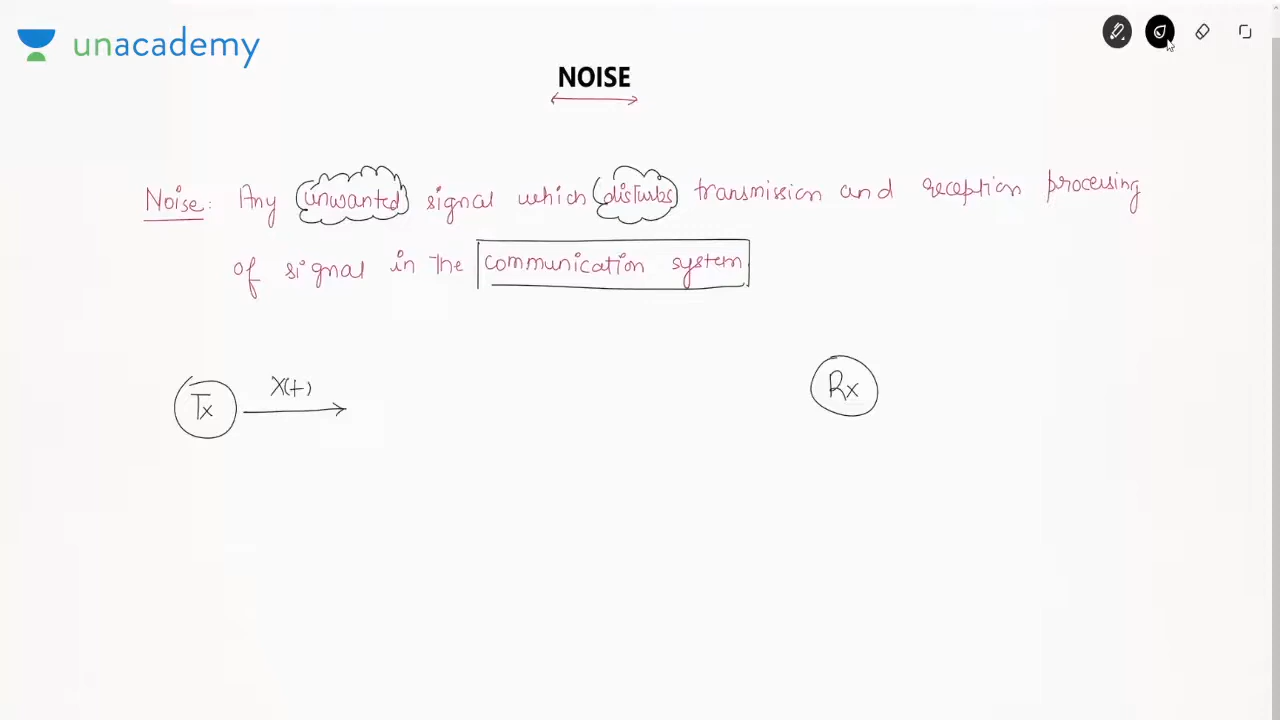 unacademy
NOISE
Noise: Any unwanted signal which disturbs transmission and reception processing
of signal in the communication system
Tx X(t) Rx